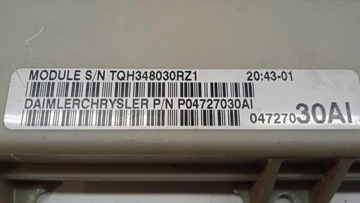 MODULE S/N TQH348030RZ1 20:43-01
DAIMLERCHRYSLER P/N P04727030AI
04727030AI